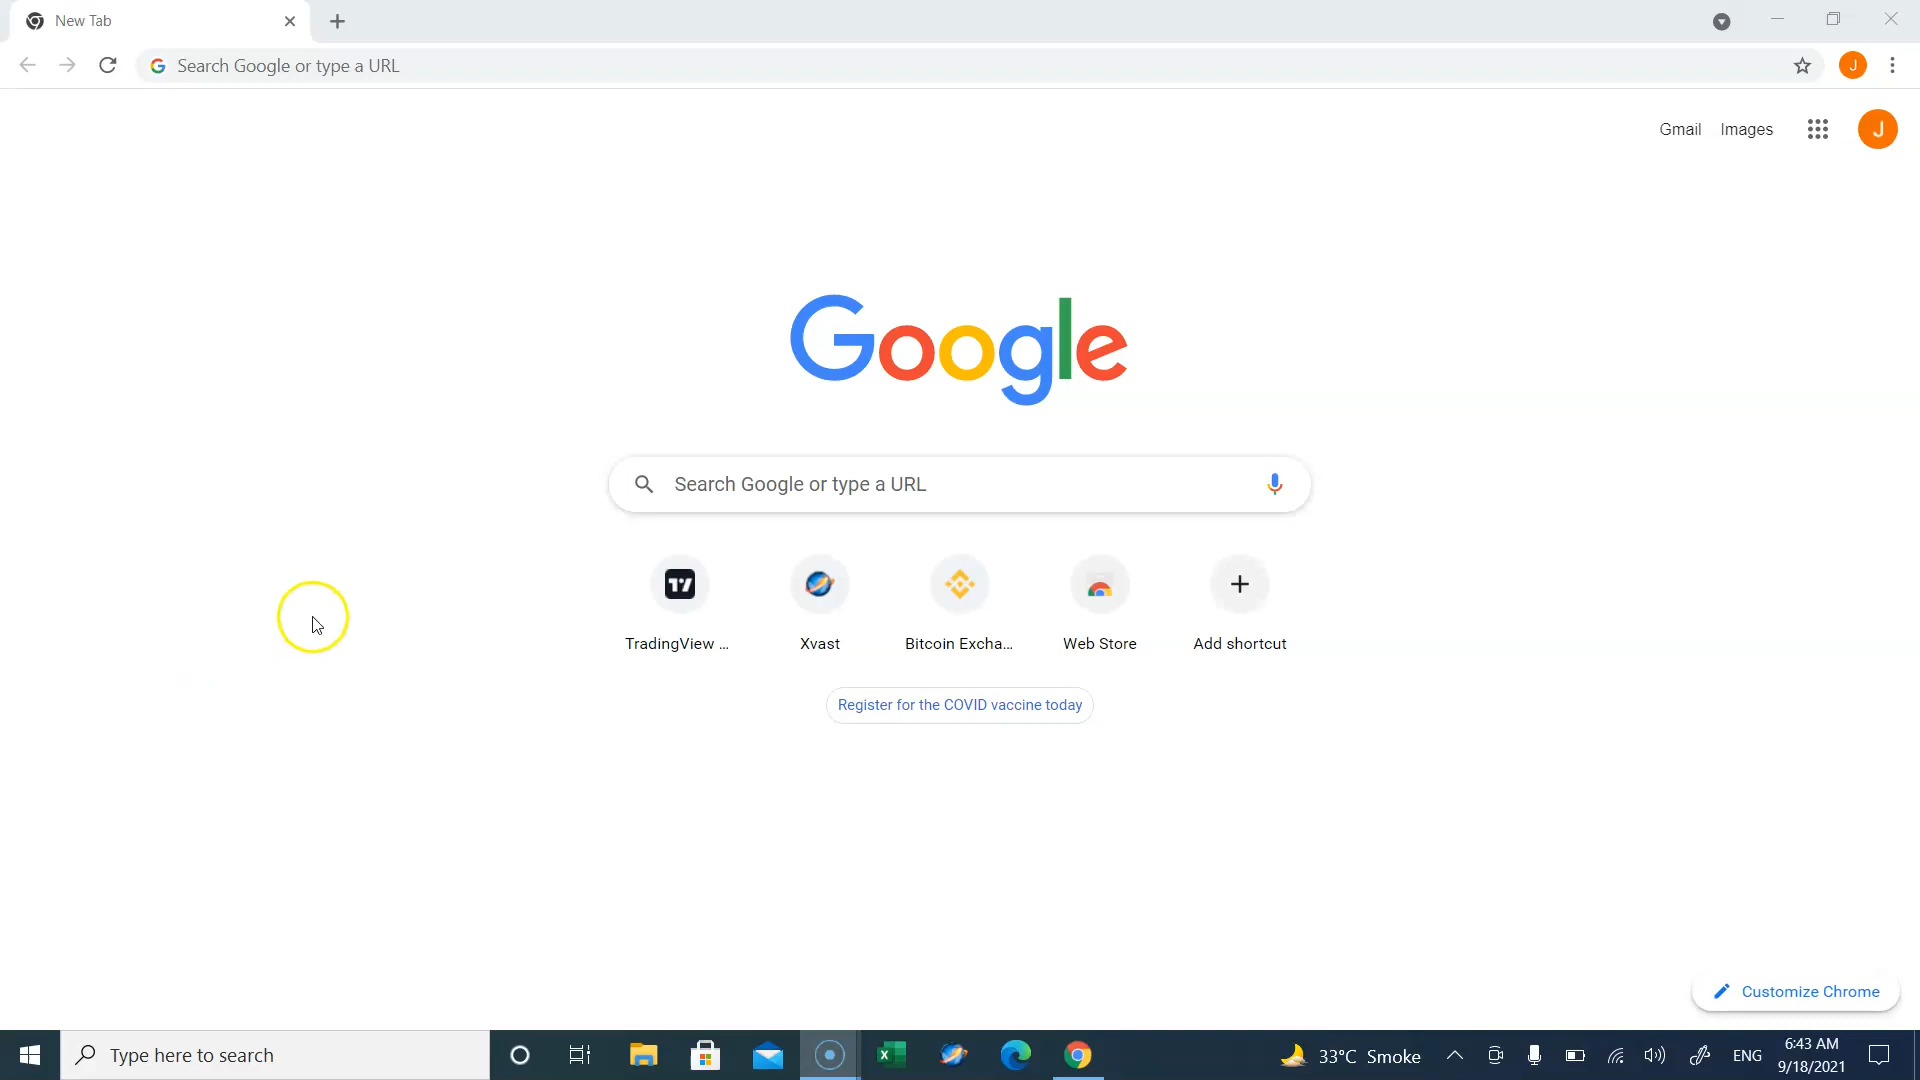 New Tab
Search Google or type a URL
J
Gmail Images
J
Google
Search Google or type a URL
TradingView ...
Xvast
Bitcoin Excha...
Web Store
Add shortcut
Register for the COVID vaccine today
Customize Chrome
Type here to search
33°C Smoke
ENG
6:43 AM
9/18/2021